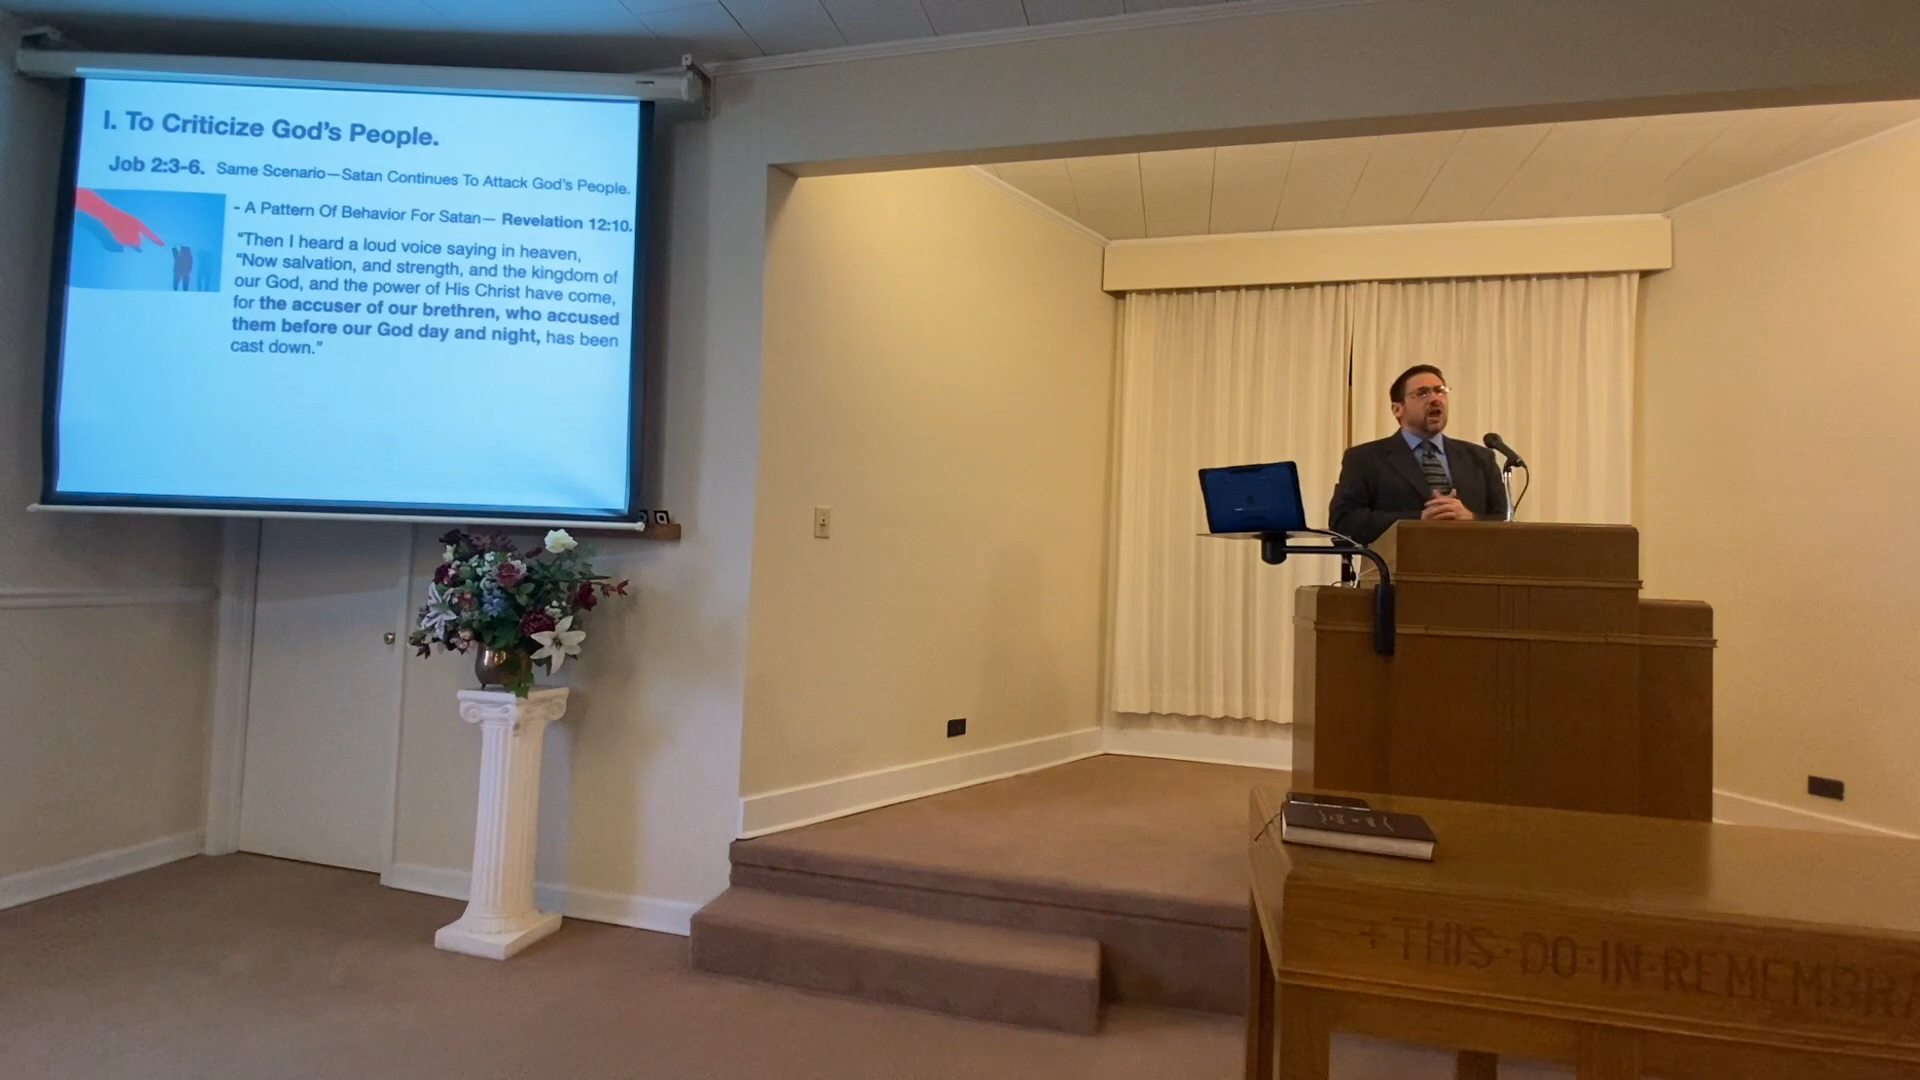 I. To Criticize God's People.
Job 2:3-6. Same Scenario—Satan Continues To Attack God's People.
- A Pattern Of Behavior For Satan— Revelation 12:10.
"Then I heard a loud voice saying in heaven,
"Now salvation, and strength, and the kingdom of
our God, and the power of His Christ have come,
for the accuser of our brethren, who accused
them before our God day and night, has been
cast down."
THIS·DO·IN·REMEMBRA